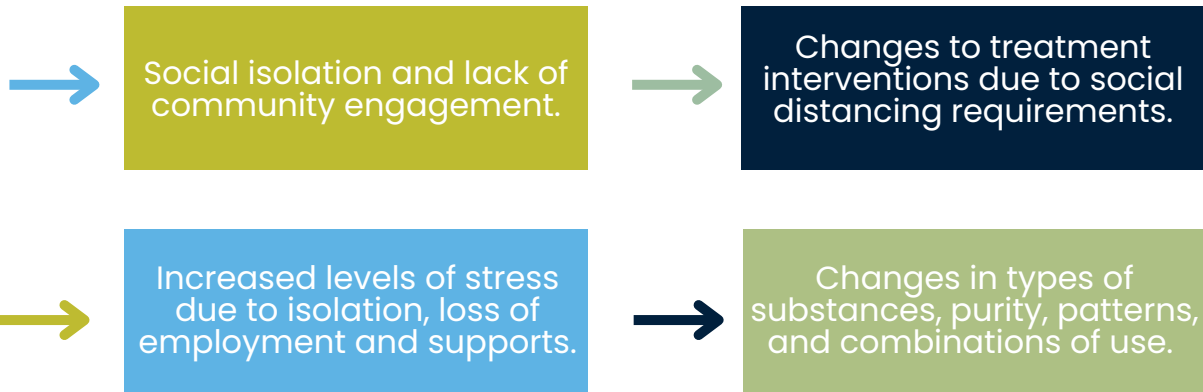 Social isolation and lack of
community engagement.
Changes to treatment
interventions due to social
distancing requirements.
Increased levels of stress
due to isolation, loss of
employment and supports.
Changes in types of
substances, purity, patterns,
and combinations of use.